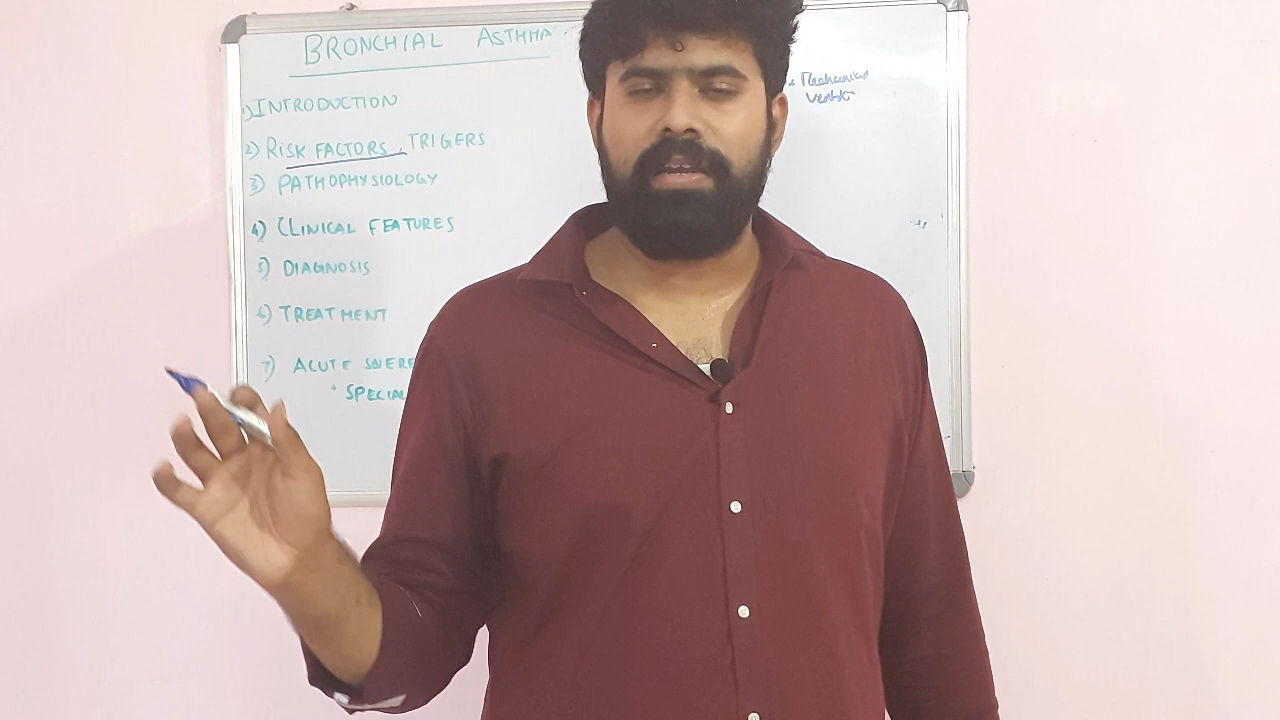 BRONCHIAL ASTHMA
1) INTRODUCTION
2) RISK FACTORS, TRIGERS
3) PATHOPHYSIOLOGY
4) CLINICAL FEATURES
5) DIAGNOSIS
6) TREATMENT
7) ACUTE
SPECIAL